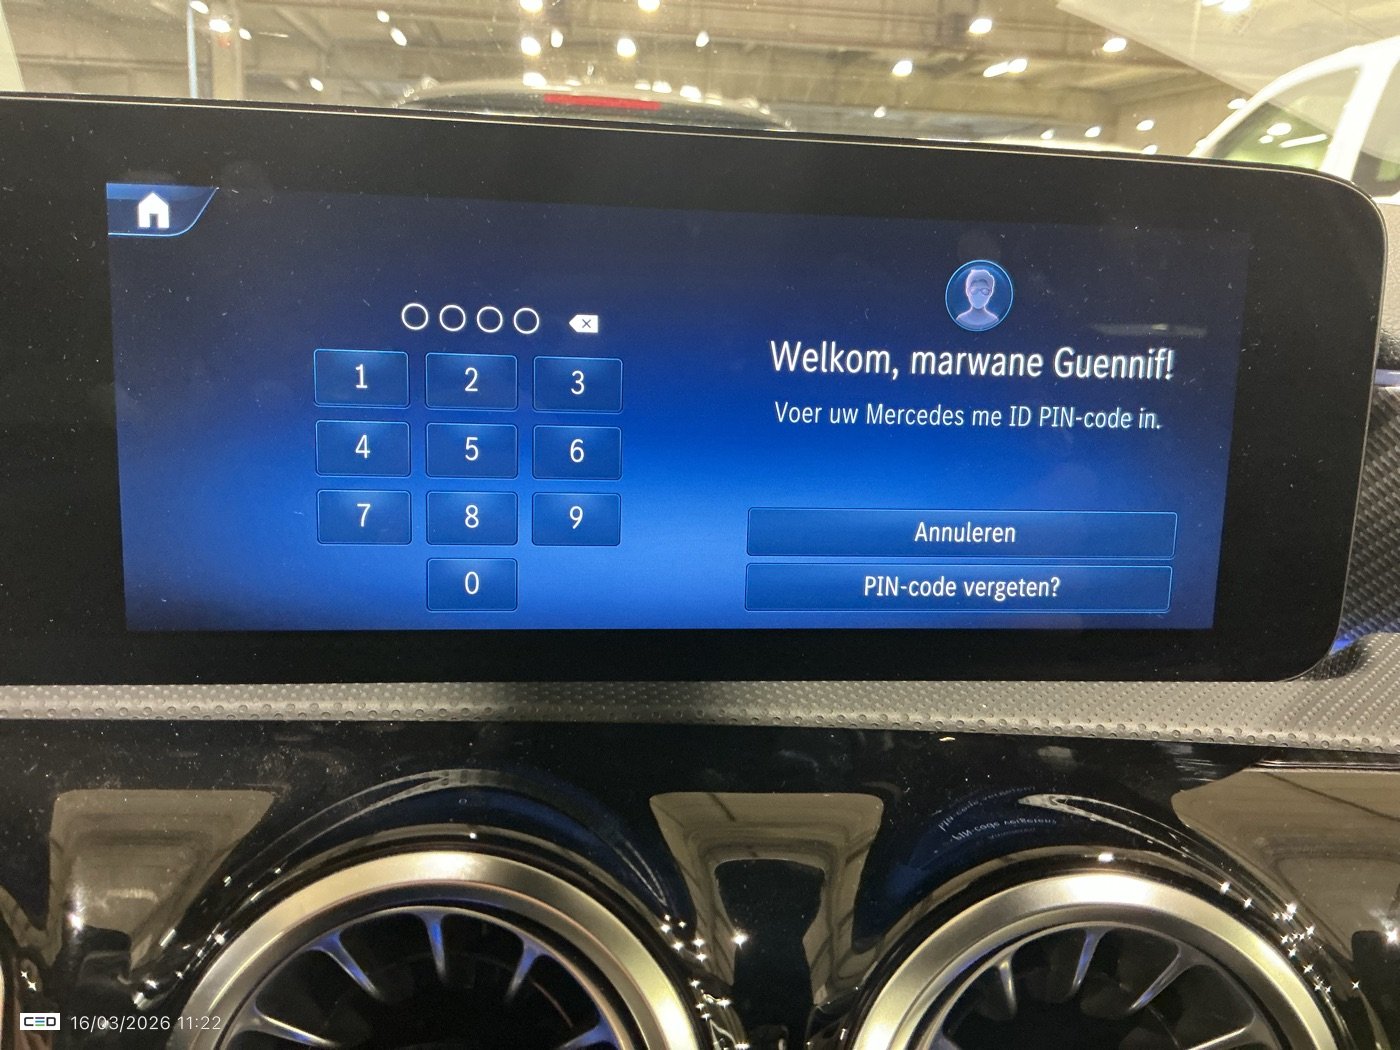 Welkom, marwane Guennif!
Voer uw Mercedes me ID PIN-code in.
1 2 3
4 5 6
7 8 9
0
Annuleren
PIN-code vergeten?
CED 16/03/2026 11:22